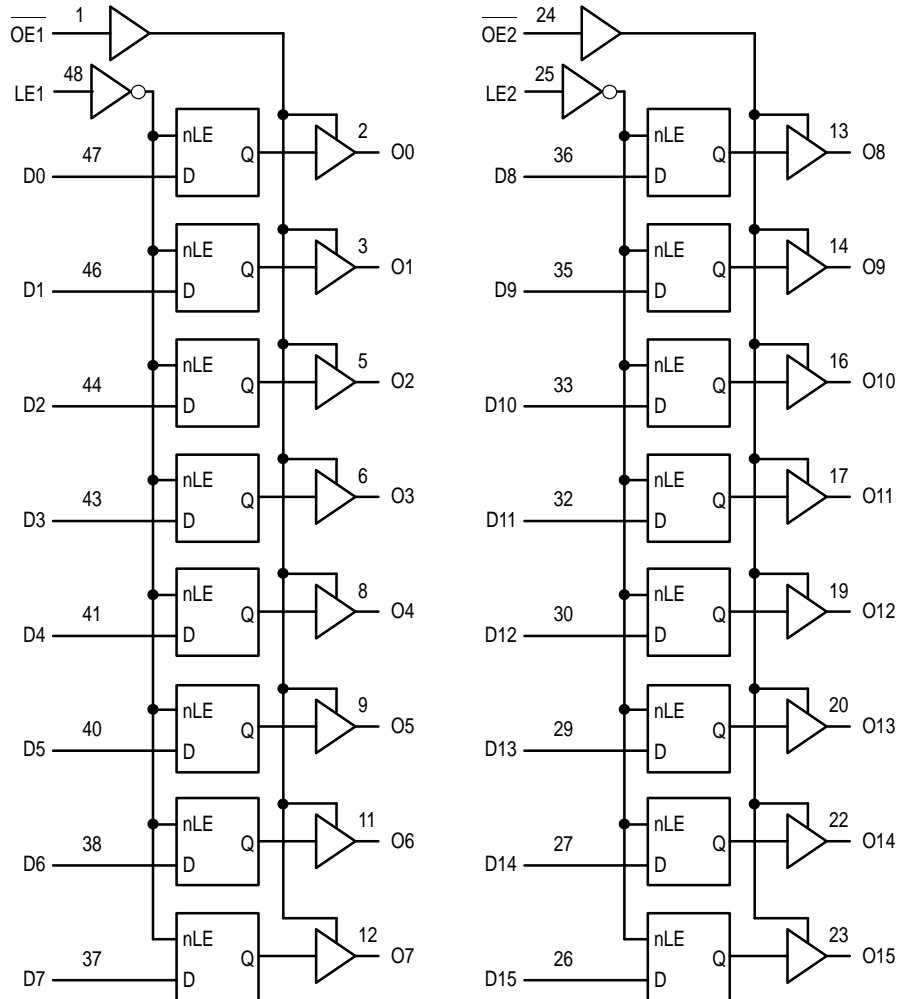 OE1 1
LE1 48
nLE
D
Q
D0 47
2 O0
nLE
D
Q
D1 46
3 O1
nLE
D
Q
D2 44
5 O2
nLE
D
Q
D3 43
6 O3
nLE
D
Q
D4 41
8 O4
nLE
D
Q
D5 40
9 O5
nLE
D
Q
D6 38
11 O6
nLE
D
Q
D7 37
12 O7
OE2 24
LE2 25
nLE
D
Q
D8 36
13 O8
nLE
D
Q
D9 35
14 O9
nLE
D
Q
D10 33
16 O10
nLE
D
Q
D11 32
17 O11
nLE
D
Q
D12 30
19 O12
nLE
D
Q
D13 29
20 O13
nLE
D
Q
D14 27
22 O14
nLE
D
Q
D15 26
23 O15